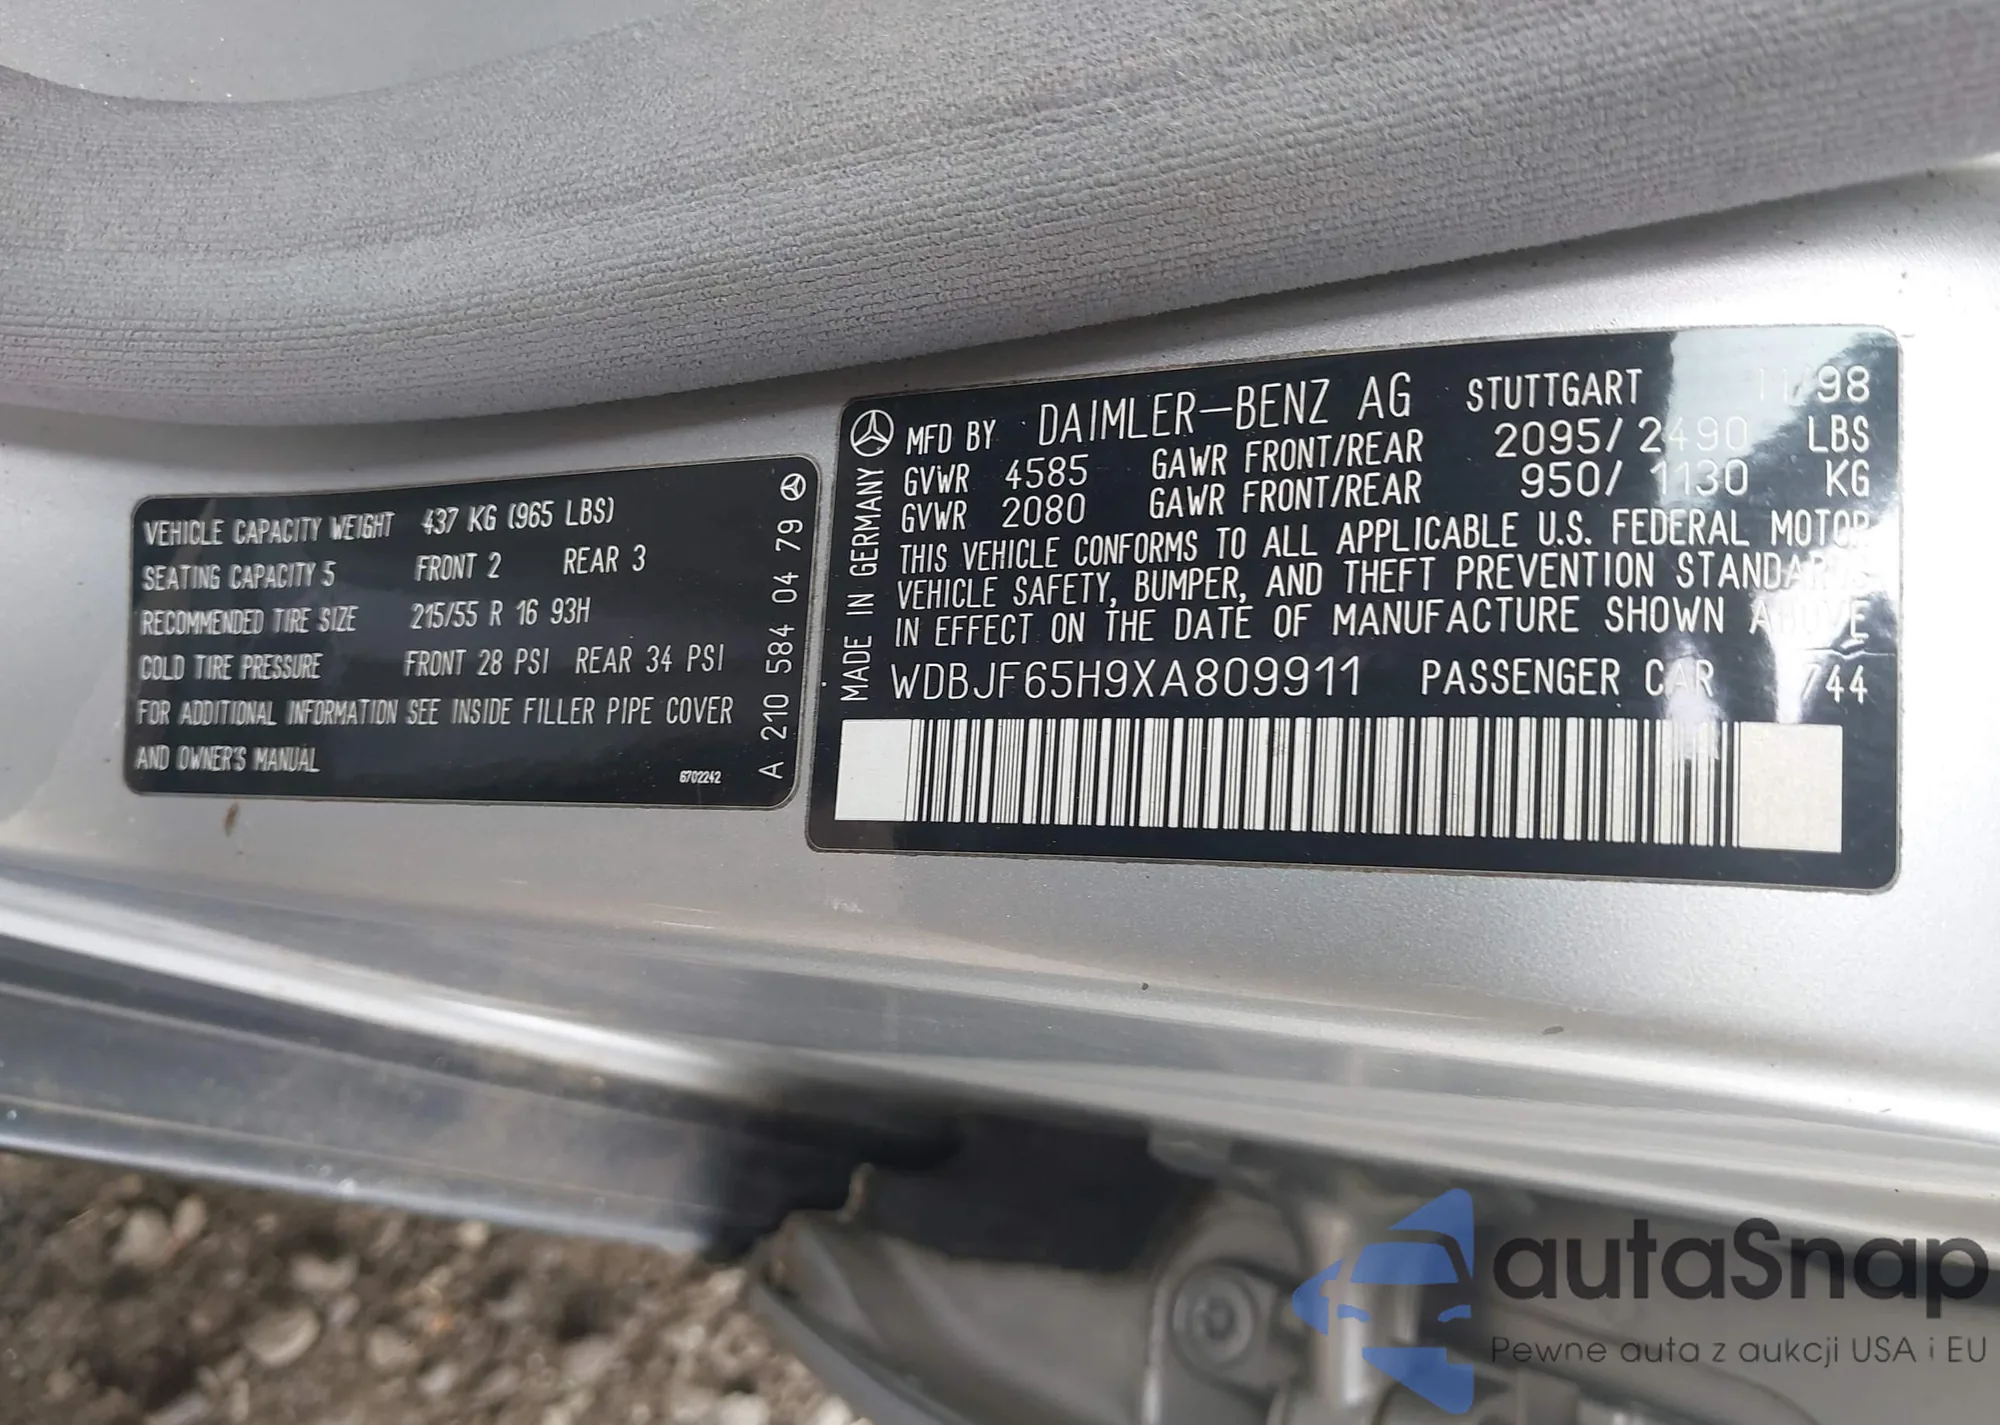 VEHICLE CAPACITY WEIGHT 437 KG (965 LBS)
SEATING CAPACITY 5 FRONT 2 REAR 3
RECOMMENDED TIRE SIZE 215/55 R 16 93H
COLD TIRE PRESSURE FRONT 28 PSI REAR 34 PSI
FOR ADDITIONAL INFORMATION SEE INSIDE FILLER PIPE COVER
AND OWNER'S MANUAL
6702242
A 210 584 04 79
MADE IN GERMANY
MFD BY DAIMLER-BENZ AG STUTTGART 11/98
GVWR 4585 GAWR FRONT/REAR 2095/2490 LBS
GVWR 2080 GAWR FRONT/REAR 950/1130 KG
THIS VEHICLE CONFORMS TO ALL APPLICABLE U.S. FEDERAL MOTOR
VEHICLE SAFETY, BUMPER, AND THEFT PREVENTION STANDARDS
IN EFFECT ON THE DATE OF MANUFACTURE SHOWN ABOVE
WDBJF65H9XA809911 PASSENGER CAR 744
autaSnap
Pewne auta z aukcji USA i EU